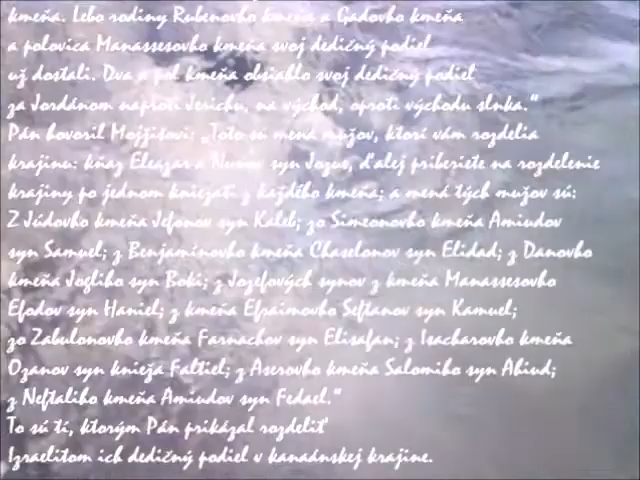 kmeňa. Lebo rodiny Rubenovho kmeňa a Gadovho kmeňa
a polovica Manassesovho kmeňa svoj dedičný podiel
už dostali. Dva a pol kmeňa obsiahlo svoj dedičný podiel
za Jordánom naproti Jerichu, na východ, oproti východu slnka.“
Pán hovoril Mojžišovi: „Toto sú mená mužov, ktorí vám rozdelia
krajinu: kňaz Eleazar a Nunov syn Jozue, ďalej priberiete na rozdelenie
krajiny po jednom kniežati z každého kmeňa; a mená tých mužov sú:
Z Júdovho kmeňa Jefonov syn Kaleb; zo Simeonovho kmeňa Amiudov
syn Samuel; z Benjamínovho kmeňa Chaselonov syn Elidad; z Danovho
kmeňa Jogliho syn Boki; z Jozefových synov z kmeňa Manassesovho
Efodov syn Haniel; z kmeňa Efraimovho Seftanov syn Kamuel;
zo Zabulonovho kmeňa Farnachov syn Elisafan; z Isacharovho kmeňa
Ozanov syn knieža Faltiel; z Aserovho kmeňa Salomiho syn Ahiud;
z Neftaliho kmeňa Amiudov syn Fedael.“
To sú tí, ktorým Pán prikázal rozdeliť
Izraelitom ich dedičný podiel v kanaánskej krajine.